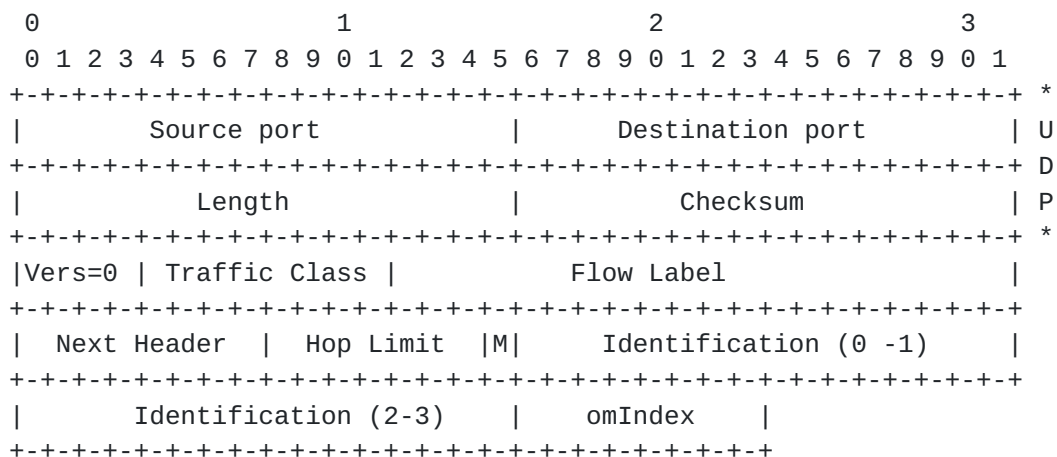 0                   1                   2                   3
 0 1 2 3 4 5 6 7 8 9 0 1 2 3 4 5 6 7 8 9 0 1 2 3 4 5 6 7 8 9 0 1
+-+-+-+-+-+-+-+-+-+-+-+-+-+-+-+-+-+-+-+-+-+-+-+-+-+-+-+-+-+-+-+-+ *
|        Source port            |      Destination port         | U
+-+-+-+-+-+-+-+-+-+-+-+-+-+-+-+-+-+-+-+-+-+-+-+-+-+-+-+-+-+-+-+-+ D
|           Length              |          Checksum             | P
+-+-+-+-+-+-+-+-+-+-+-+-+-+-+-+-+-+-+-+-+-+-+-+-+-+-+-+-+-+-+-+-+ *
|Vers=0 | Traffic Class |           Flow Label                  |
+-+-+-+-+-+-+-+-+-+-+-+-+-+-+-+-+-+-+-+-+-+-+-+-+-+-+-+-+-+-+-+-+
|  Next Header  |  Hop Limit  |M|     Identification (0 -1)     |
+-+-+-+-+-+-+-+-+-+-+-+-+-+-+-+-+-+-+-+-+-+-+-+-+-+-+-+-+-+-+-+-+
|       Identification (2-3)    |    omIndex    |
+-+-+-+-+-+-+-+-+-+-+-+-+-+-+-+-+-+-+-+-+-+-+-+-+